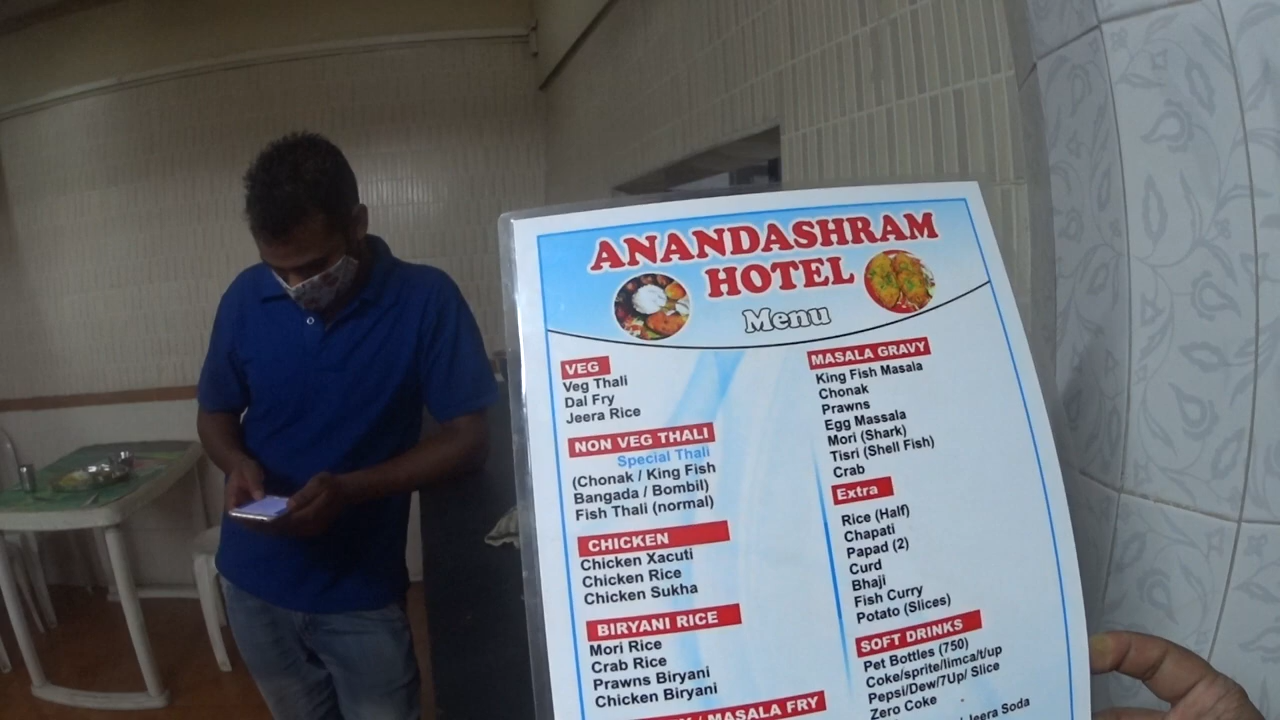 ANANDASHRAM
HOTEL
Menu
VEG
Veg Thali
Dal Fry
Jeera Rice
NON VEG THALI
Special Thali
(Chonak / King Fish
Bangada / Bombil)
Fish Thali (normal)
CHICKEN
Chicken Xacuti
Chicken Rice
Chicken Sukha
BIRYANI RICE
Mori Rice
Crab Rice
Prawns Biryani
Chicken Biryani
/ MASALA FRY
MASALA GRAVY
King Fish Masala
Chonak
Prawns
Egg Massala
Mori (Shark)
Tisri (Shell Fish)
Crab
Extra
Rice (Half)
Chapati
Papad (2)
Curd
Bhaji
Fish Curry
Potato (Slices)
SOFT DRINKS
Pet Bottles (750)
Coke/sprite/limca/t/up
Pepsi/Dew/7Up/ Slice
Zero Coke
Jeera Soda